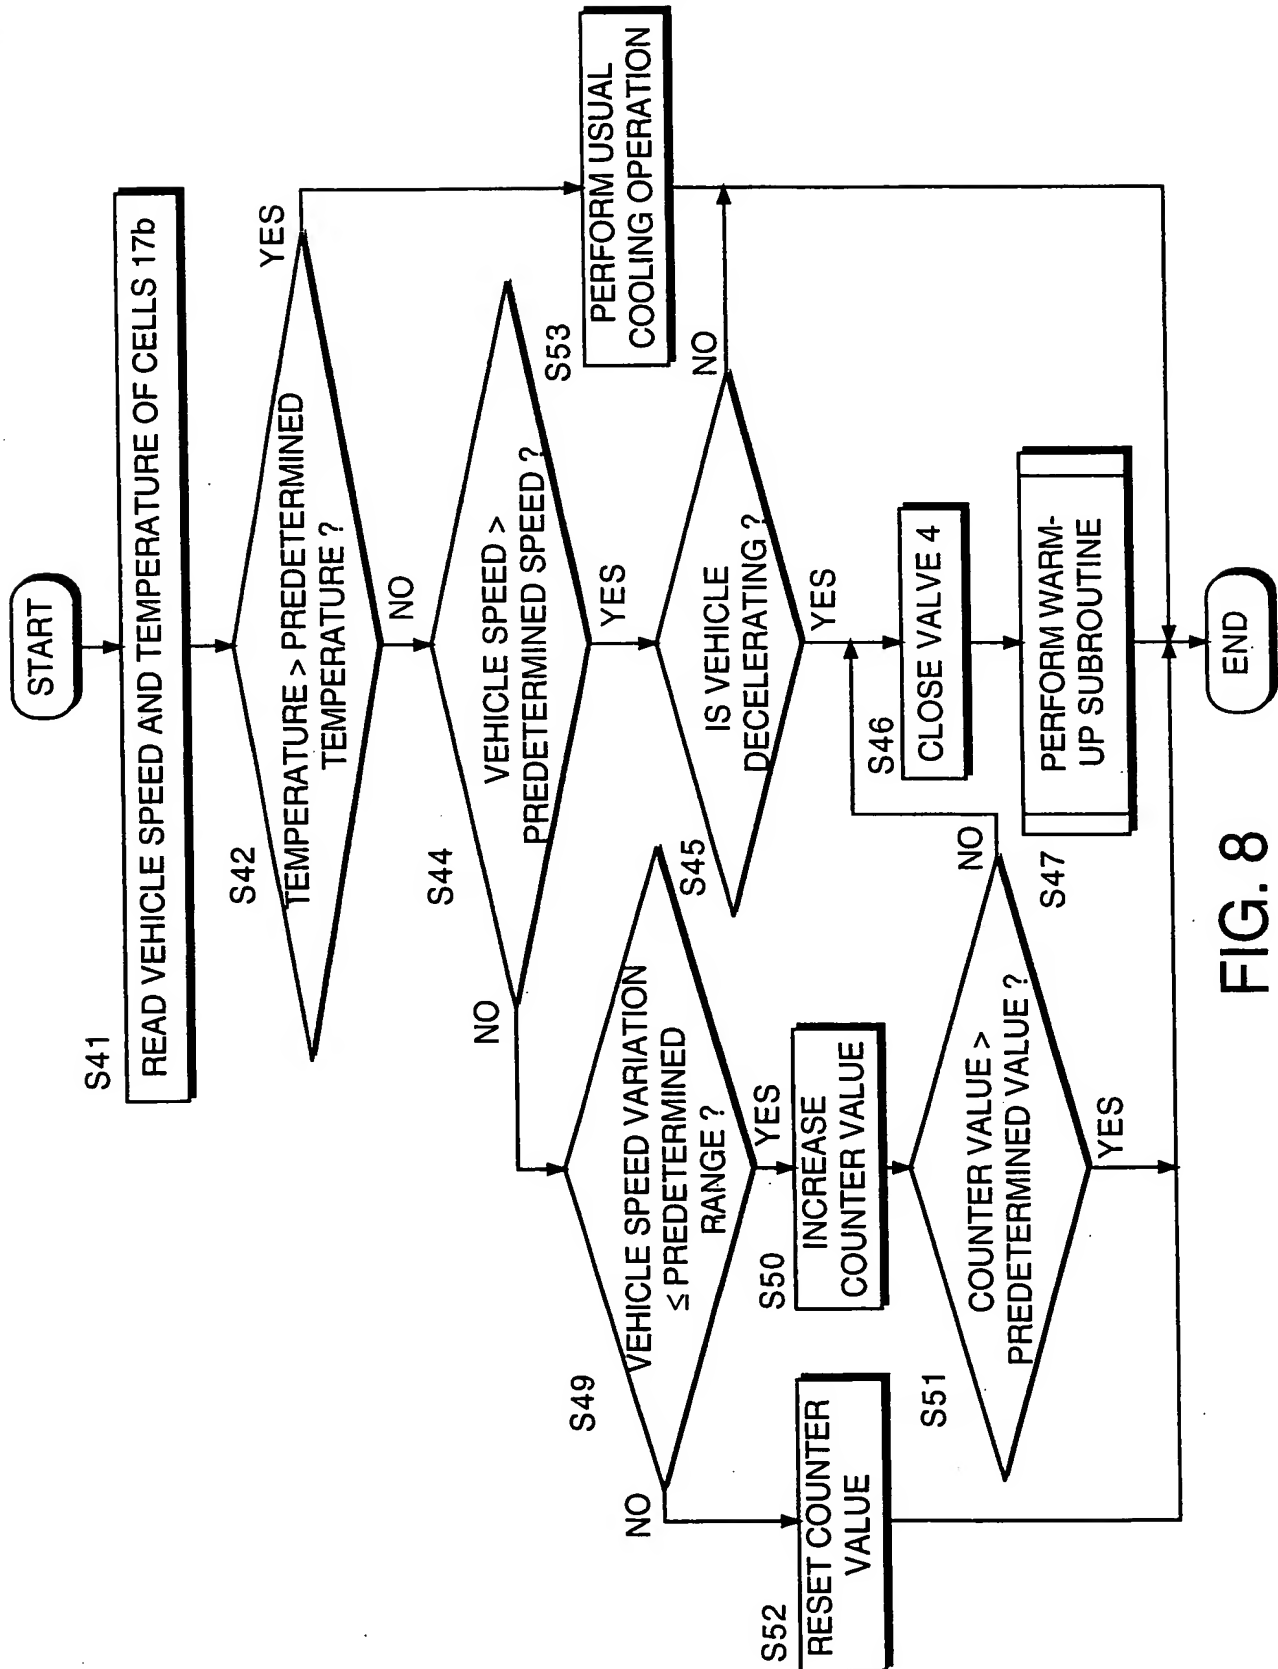 START
S41
READ VEHICLE SPEED AND TEMPERATURE OF CELLS 17b
S42
TEMPERATURE > PREDETERMINED
TEMPERATURE ?
YES
NO
S44
VEHICLE SPEED >
PREDETERMINED SPEED ?
NO
YES
S53
PERFORM USUAL
COOLING OPERATION
S49
VEHICLE SPEED VARIATION
≤ PREDETERMINED
RANGE ?
NO
YES
S45
IS VEHICLE
DECELERATING ?
NO
YES
S52
RESET COUNTER
VALUE
S50
INCREASE
COUNTER VALUE
S46
CLOSE VALVE 4
S51
COUNTER VALUE >
PREDETERMINED VALUE ?
NO
YES
S47
PERFORM WARM-
UP SUBROUTINE
END
FIG. 8